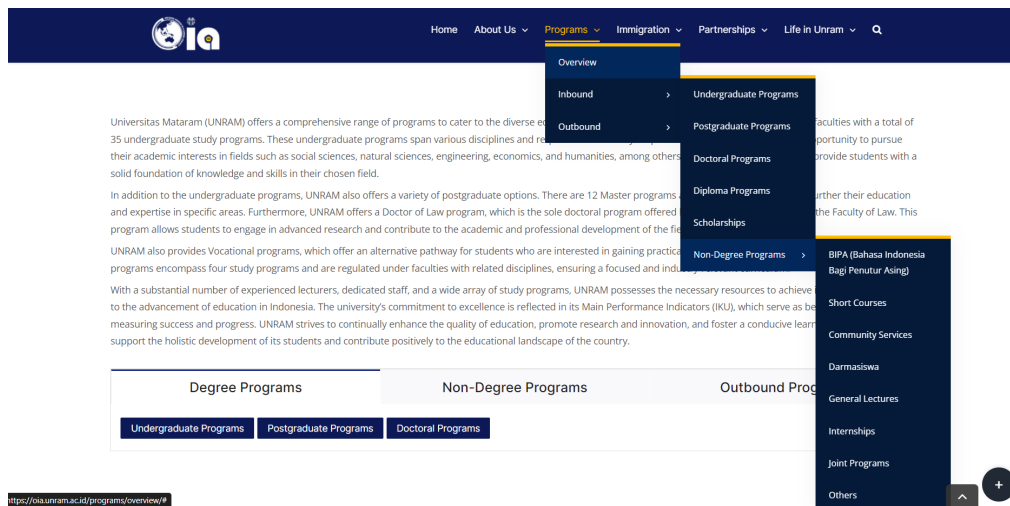 Oia
Home About Us Programs Immigration Partnerships Life in Unram
Overview
Inbound
Outbound
Undergraduate Programs
Postgraduate Programs
Doctoral Programs
Diploma Programs
Scholarships
Non-Degree Programs
BIPA (Bahasa Indonesia
Bagi Penutur Asing)
Short Courses
Community Services
Darmasiswa
General Lectures
Internships
Joint Programs
Others
Universitas Mataram (UNRAM) offers a comprehensive range of programs to cater to the diverse faculties with a total of
35 undergraduate study programs. These undergraduate programs span various disciplines and opportunity to pursue
their academic interests in fields such as social sciences, natural sciences, engineering, economics, and humanities, among others provide students with a
solid foundation of knowledge and skills in their chosen field.
In addition to the undergraduate programs, UNRAM also offers a variety of postgraduate options. There are 12 Master programs further their education
and expertise in specific areas. Furthermore, UNRAM offers a Doctor of Law program, which is the sole doctoral program offered the Faculty of Law. This
program allows students to engage in advanced research and contribute to the academic and professional development of the
UNRAM also provides Vocational programs, which offer an alternative pathway for students who are interested in gaining
programs encompass four study programs and are regulated under faculties with related disciplines, ensuring a focused and
With a substantial number of experienced lecturers, dedicated staff, and a wide array of study programs, UNRAM possesses the necessary resources to achieve
to the advancement of education in Indonesia. The university's commitment to excellence is reflected in its Main Performance Indicators (IKU), which serve as
measuring success and progress. UNRAM strives to continually enhance the quality of education, promote research and innovation, and foster a conducive
support the holistic development of its students and contribute positively to the educational landscape of the country.
Degree Programs Non-Degree Programs Outbound
Undergraduate Programs Postgraduate Programs Doctoral Programs
https://oia.unram.ac.id/programs/overview/#